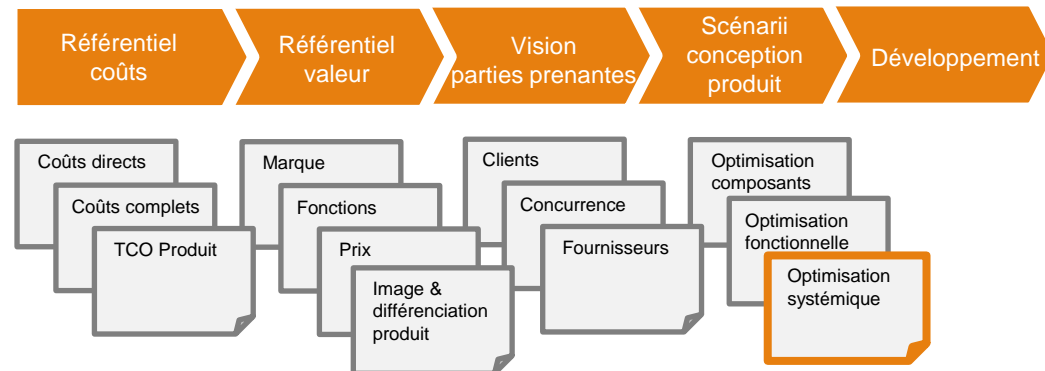 Référentiel
coûts
Référentiel
valeur
Vision
parties prenantes
Scénarii
conception
produit
Développement
Coûts directs
Coûts complets
TCO Produit
Marque
Fonctions
Prix
Image &
différenciation
produit
Clients
Concurrence
Fournisseurs
Optimisation
composants
Optimisation
fonctionnelle
Optimisation
systémique